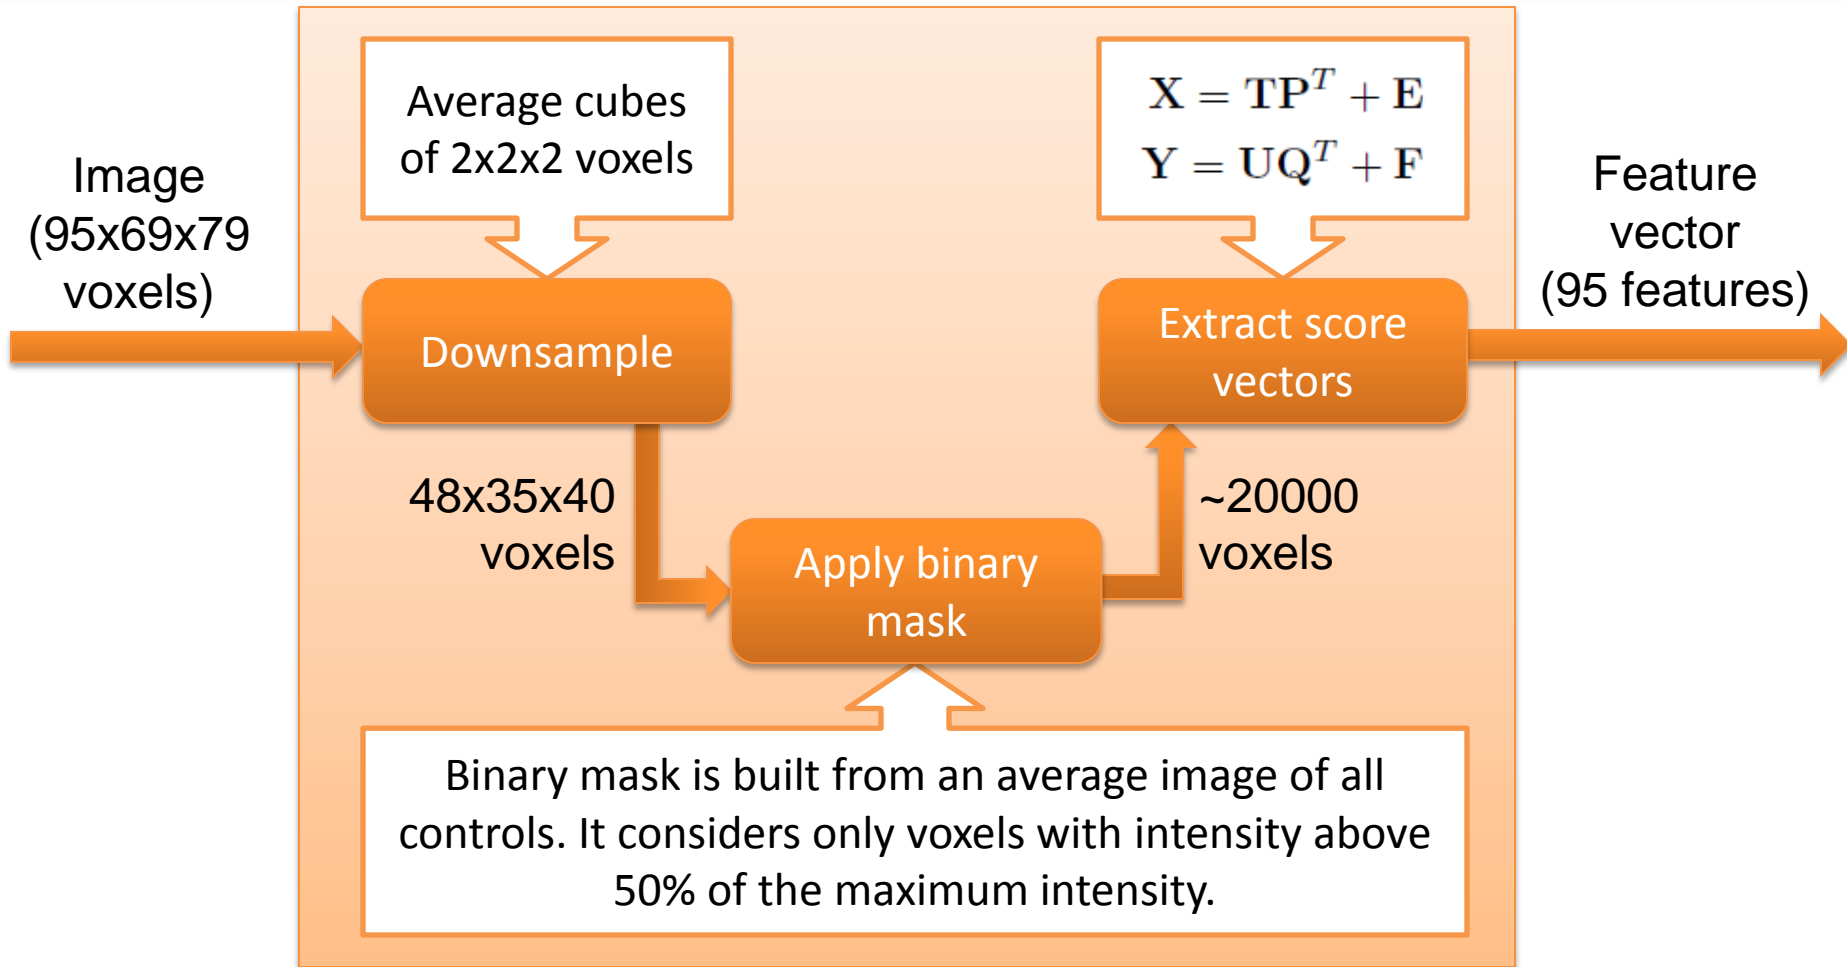 Image
(95x69x79
voxels)
Average cubes
of 2x2x2 voxels
Downsample
48x35x40
voxels
Apply binary
mask
Binary mask is built from an average image of all
controls. It considers only voxels with intensity above
50% of the maximum intensity.
~20000
voxels
X = TPᵀ + E
Y = UQᵀ + F
Extract score
vectors
Feature
vector
(95 features)